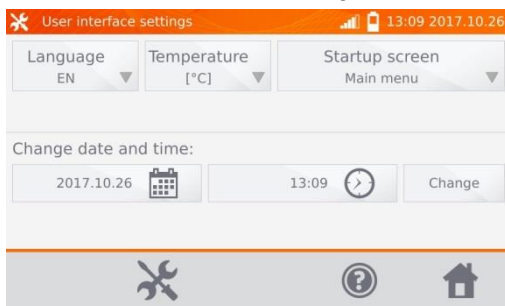 User interface settings 13:09 2017.10.26
Language Temperature Startup screen
EN [°C] Main menu
Change date and time:
2017.10.26 13:09 Change
?